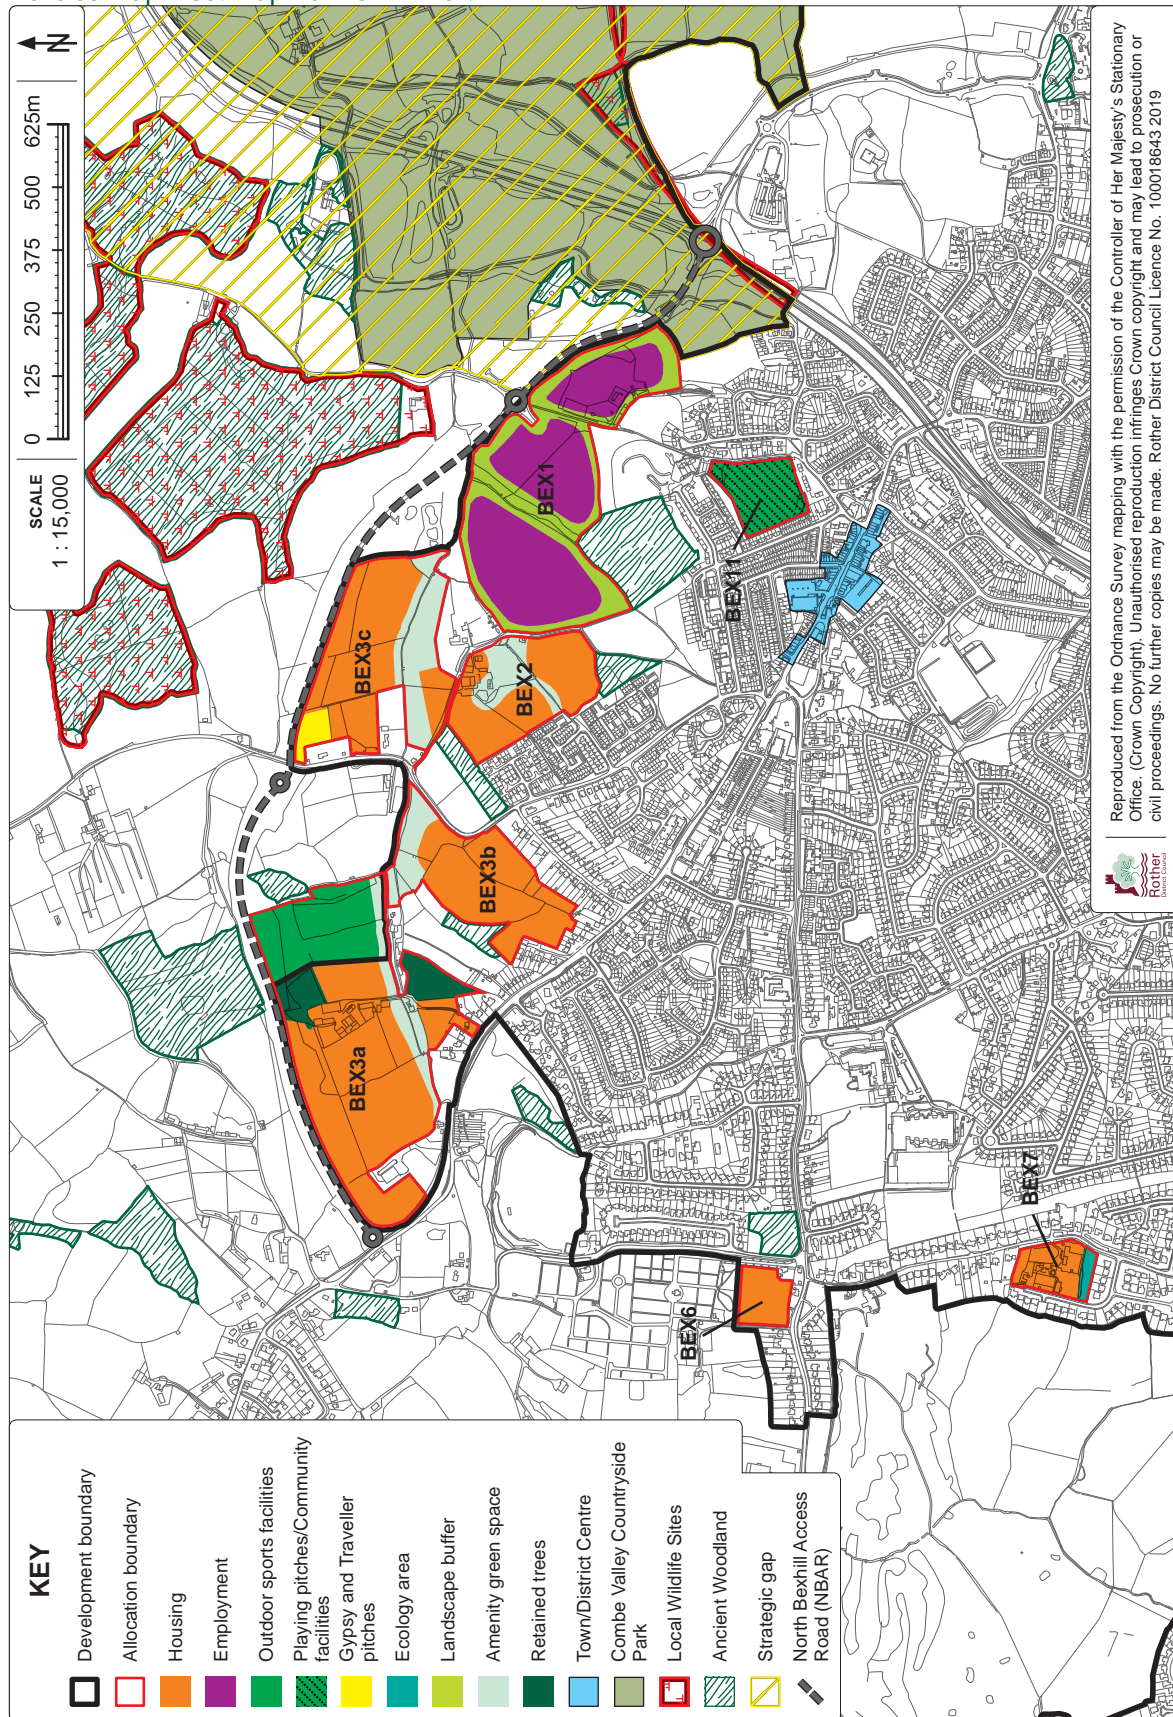 KEY
Development boundary
Allocation boundary
Housing
Employment
Outdoor sports facilities
Playing pitches/Community
facilities
Gypsy and Traveller
pitches
Ecology area
Landscape buffer
Amenity green space
Retained trees
Town/District Centre
Combe Valley Countryside
Park
Local Wildlife Sites
Ancient Woodland
Strategic gap
North Bexhill Access
Road (NBAR)
BEX3a
BEX3b
BEX3c
BEX2
BEX1
BEX11
BEX6
BEX7
SCALE
1 : 15,000
0 125 250 375 500 625m
N
Rother
District Council
Reproduced from the Ordnance Survey mapping with the permission of the Controller of Her Majesty's Stationary
Office. (Crown Copyright). Unauthorised reproduction infringes Crown copyright and may lead to prosecution or
civil proceedings. No further copies may be made. Rother District Council Licence No. 100018643 2019